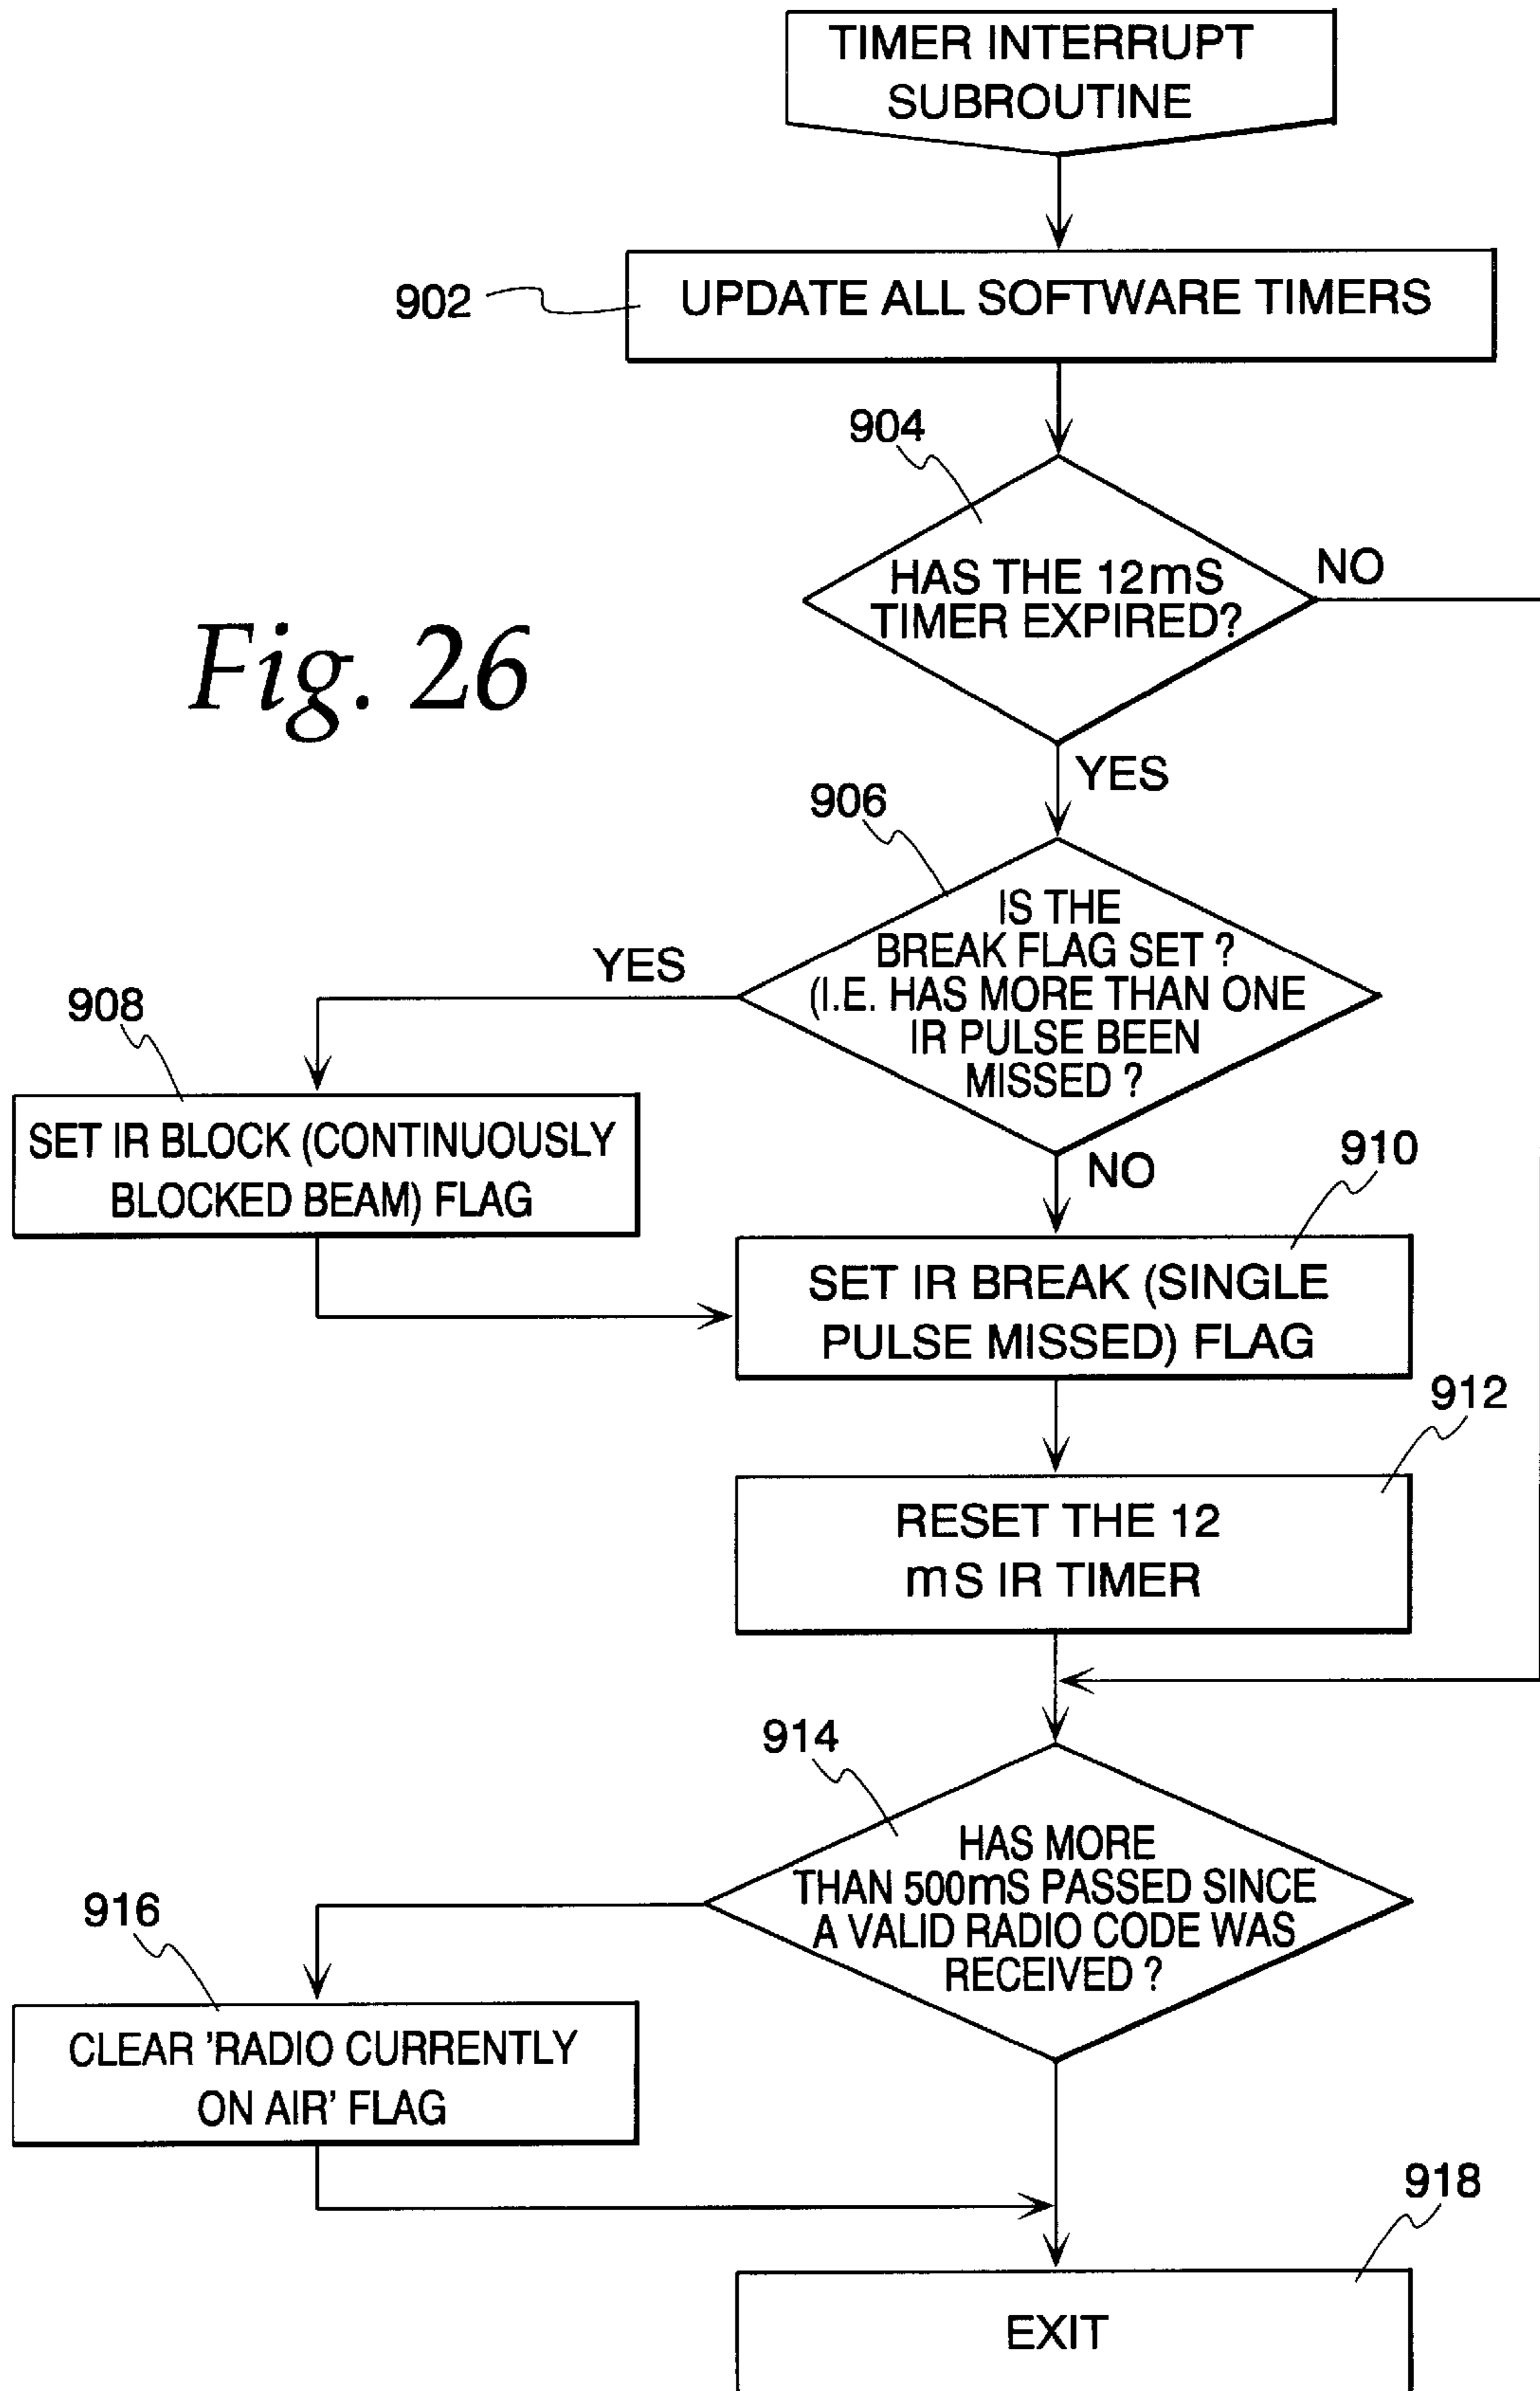 TIMER INTERRUPT
SUBROUTINE
902
UPDATE ALL SOFTWARE TIMERS
904
HAS THE 12mS
TIMER EXPIRED?
NO
Fig. 26
YES
906
IS THE
BREAK FLAG SET ?
(I.E. HAS MORE THAN ONE
IR PULSE BEEN
MISSED ?
YES
908
SET IR BLOCK (CONTINUOUSLY
BLOCKED BEAM) FLAG
NO
910
SET IR BREAK (SINGLE
PULSE MISSED) FLAG
912
RESET THE 12
mS IR TIMER
914
HAS MORE
THAN 500mS PASSED SINCE
A VALID RADIO CODE WAS
RECEIVED ?
916
CLEAR 'RADIO CURRENTLY
ON AIR' FLAG
918
EXIT